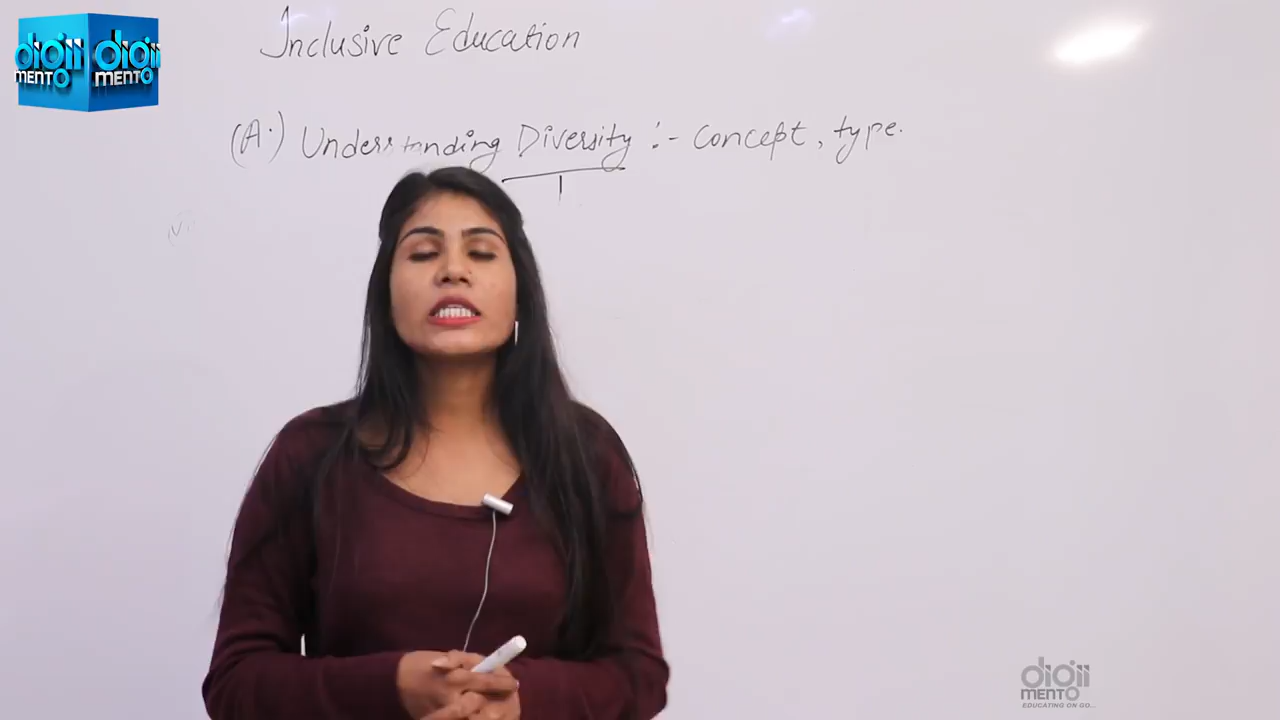 Inclusive Education
(A.) Understanding Diversity :- Concept, type.
digii digii
MENTO MENTO
digii
MENTO
EDUCATING ON GO...